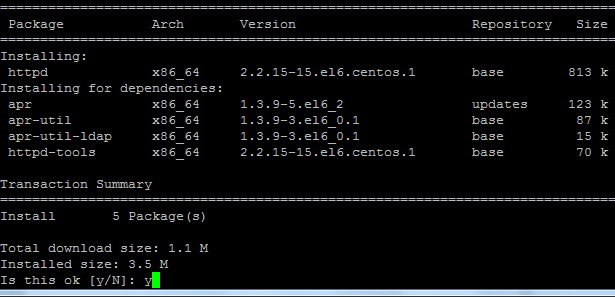 Package Arch Version Repository Size
Installing:
httpd x86_64 2.2.15-15.el6.centos.1 base 813 k
Installing for dependencies:
apr x86_64 1.3.9-5.el6_2 updates 123 k
apr-util x86_64 1.3.9-3.el6_0.1 base 87 k
apr-util-ldap x86_64 1.3.9-3.el6_0.1 base 15 k
httpd-tools x86_64 2.2.15-15.el6.centos.1 base 70 k
Transaction Summary
Install 5 Package(s)
Total download size: 1.1 M
Installed size: 3.5 M
Is this ok [y/N]: y